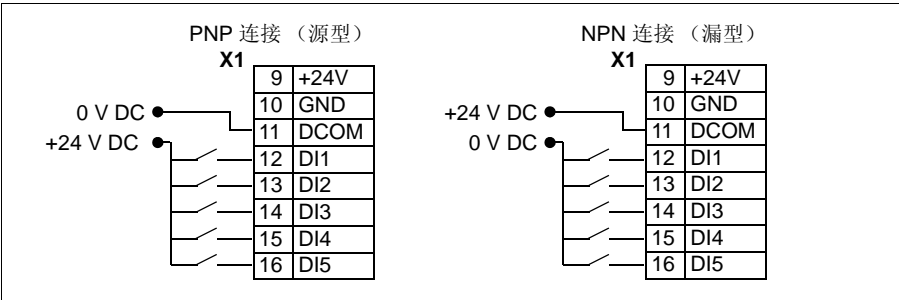 PNP 连接 （源型）
X1
9 +24V
10 GND
0 V DC
11 DCOM
+24 V DC
12 DI1
13 DI2
14 DI3
15 DI4
16 DI5
NPN 连接 （漏型）
X1
9 +24V
10 GND
+24 V DC
11 DCOM
0 V DC
12 DI1
13 DI2
14 DI3
15 DI4
16 DI5